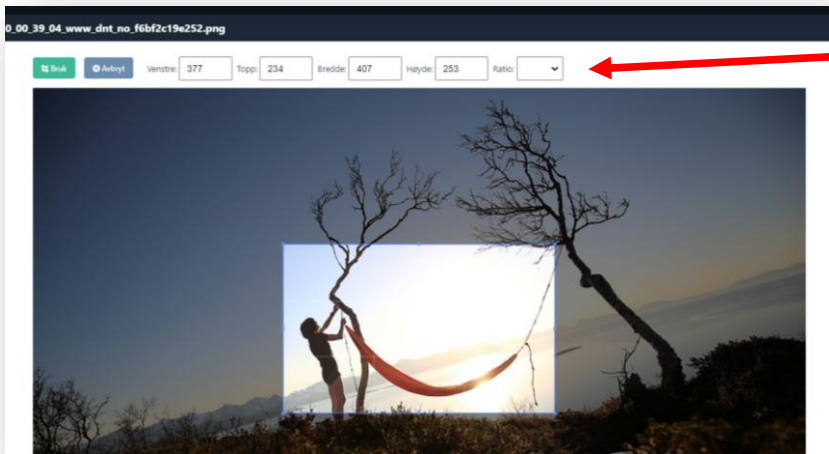 0_00_39_04_www_dnt_no_f6bf2c19e252.png
Bruk Avbryt Venstre: 377 Topp: 234 Bredde: 407 Høyde: 253 Ratio: